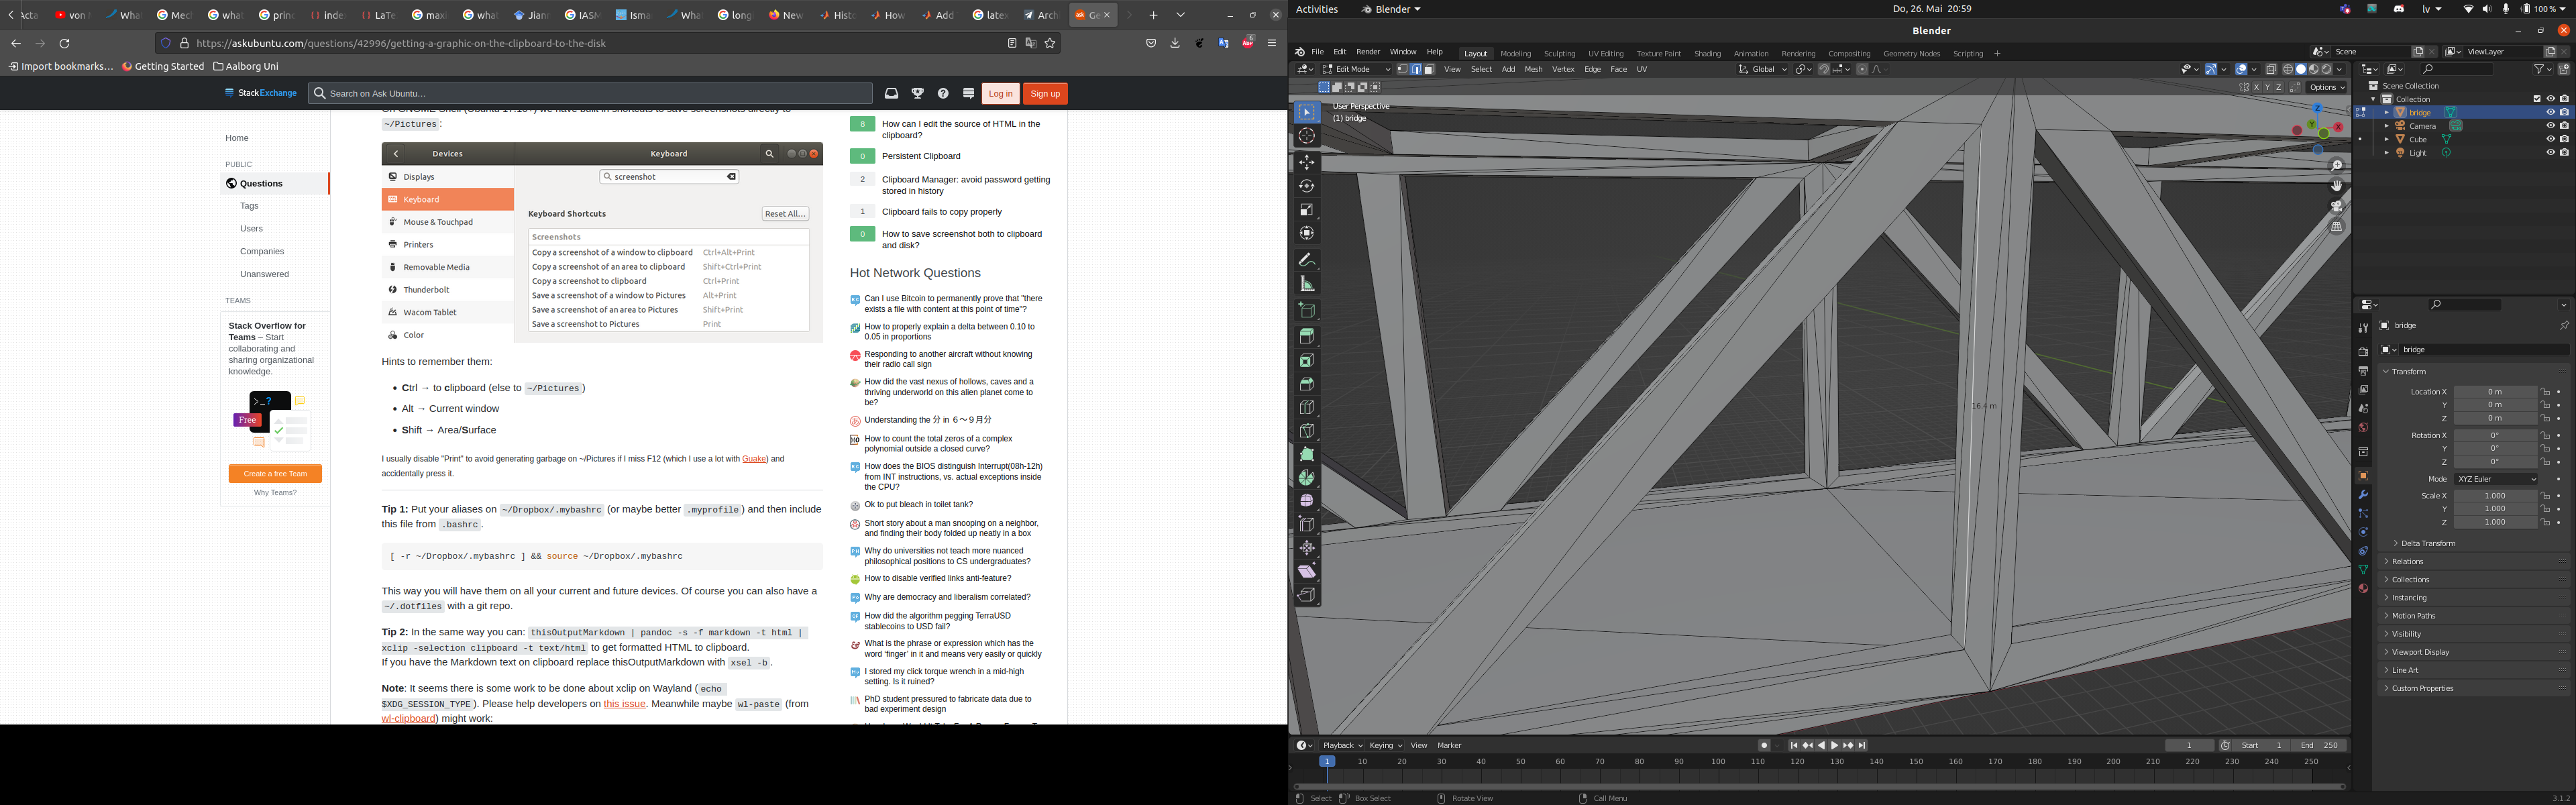 Acta
von
What
Mec
what
princ
inde
LaTe
maxi
what
Jiann
IASM
Isma
What
long
New
Histo
How
Add
latex
Archi
Ge
https://askubuntu.com/questions/42996/getting-a-graphic-on-the-clipboard-to-the-disk
Import bookmarks...
Getting Started
Aalborg Uni
StackExchange
Search on Ask Ubuntu…
Log in
Sign up
Home
PUBLIC
Questions
Tags
Users
Companies
Unanswered
TEAMS
Stack Overflow for
Teams – Start
collaborating and
sharing organizational
knowledge.
>_?
Free
Create a free Team
Why Teams?
~/Pictures:
Devices
Keyboard
Displays
Keyboard
Mouse & Touchpad
Printers
Removable Media
Thunderbolt
Wacom Tablet
Color
screenshot
Keyboard Shortcuts
Reset All…
Screenshots
Copy a screenshot of a window to clipboard Ctrl+Alt+Print
Copy a screenshot of an area to clipboard Shift+Ctrl+Print
Copy a screenshot to clipboard Ctrl+Print
Save a screenshot of a window to Pictures Alt+Print
Save a screenshot of an area to Pictures Shift+Print
Save a screenshot to Pictures Print
Hints to remember them:
• Ctrl → to clipboard (else to ~/Pictures)
• Alt → Current window
• Shift → Area/Surface
I usually disable "Print" to avoid generating garbage on ~/Pictures if I miss F12 (which I use a lot with Guake) and
accidentally press it.
Tip 1: Put your aliases on ~/Dropbox/.mybashrc (or maybe better .myprofile) and then include
this file from .bashrc.
[ -r ~/Dropbox/.mybashrc ] && source ~/Dropbox/.mybashrc
This way you will have them on all your current and future devices. Of course you can also have a
~/.dotfiles with a git repo.
Tip 2: In the same way you can: thisOutputMarkdown | pandoc -s -f markdown -t html |
xclip -selection clipboard -t text/html to get formatted HTML to clipboard.
If you have the Markdown text on clipboard replace thisOutputMarkdown with xsel -b.
Note: It seems there is some work to be done about xclip on Wayland (echo
$XDG_SESSION_TYPE). Please help developers on this issue. Meanwhile maybe wl-paste (from
wl-clipboard) might work:
8 How can I edit the source of HTML in the
clipboard?
0 Persistent Clipboard
2 Clipboard Manager: avoid password getting
stored in history
1 Clipboard fails to copy properly
0 How to save screenshot both to clipboard
and disk?
Hot Network Questions
Can I use Bitcoin to permanently prove that "there
exists a file with content at this point of time"?
How to properly explain a delta between 0.10 to
0.05 in proportions
Responding to another aircraft without knowing
their radio call sign
How did the vast nexus of hollows, caves and a
thriving underworld on this alien planet come to
be?
Understanding the 分 in 6～9月分
How to count the total zeros of a complex
polynomial outside a closed curve?
How does the BIOS distinguish Interrupt(08h-12h)
from INT instructions, vs. actual exceptions inside
the CPU?
Ok to put bleach in toilet tank?
Short story about a man snooping on a neighbor,
and finding their body folded up neatly in a box
Why do universities not teach more nuanced
philosophical positions to CS undergraduates?
How to disable verified links anti-feature?
Why are democracy and liberalism correlated?
How did the algorithm pegging TerraUSD
stablecoins to USD fail?
What is the phrase or expression which has the
word 'finger' in it and means very easily or quickly
I stored my click torque wrench in a mid-high
setting. Is it ruined?
PhD student pressured to fabricate data due to
bad experiment design
Activities
Blender
Do, 26. Mai 20:59
lv
100 %
Blender
File Edit Render Window Help
Layout Modeling Sculpting UV Editing Texture Paint Shading Animation Rendering Compositing Geometry Nodes Scripting +
Scene
ViewLayer
Edit Mode
View Select Add Mesh Vertex Edge Face UV
Global
X Y Z
Options
User Perspective
(1) bridge
Z
Y
X
16.4 m
Scene Collection
Collection
bridge
Camera
Cube
Light
bridge
bridge
Transform
Location X 0 m
Y 0 m
Z 0 m
Rotation X 0°
Y 0°
Z 0°
Mode XYZ Euler
Scale X 1.000
Y 1.000
Z 1.000
Delta Transform
Relations
Collections
Instancing
Motion Paths
Visibility
Viewport Display
Line Art
Custom Properties
Playback Keying View Marker
1
Start 1
End 250
1 10 20 30 40 50 60 70 80 90 100 110 120 130 140 150 160 170 180 190 200 210 220 230 240 250
Select Box Select Rotate View Call Menu
3.1.2